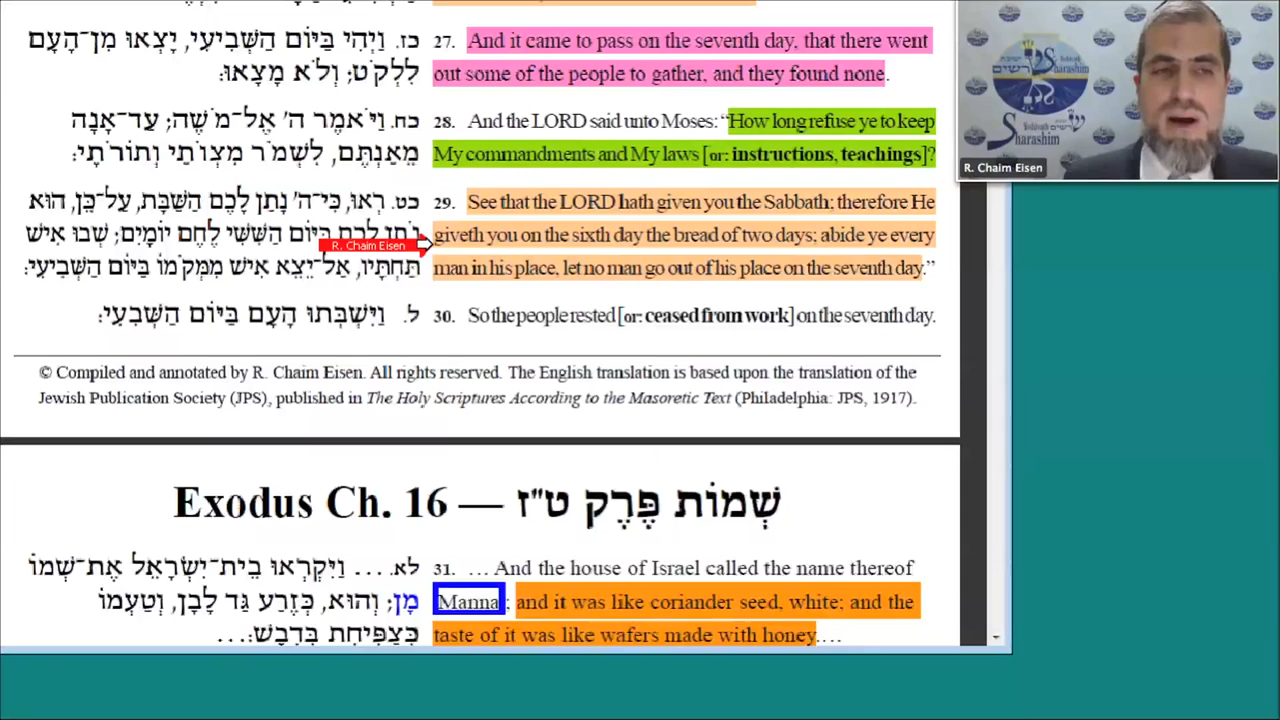 כז. וַיְהִי בַּיּוֹם הַשְּׁבִיעִי, יָצְאוּ מִן־הָעָם
לִלְקֹט; וְלֹא מָצָאוּ:
27. And it came to pass on the seventh day, that there went
out some of the people to gather, and they found none.
כח. וַיֹּאמֶר ה' אֶל־מֹשֶׁה; עַד־אָנָה
מֵאַנְתֶּם, לִשְׁמֹר מִצְוֹתַי וְתוֹרֹתָי:
28. And the LORD said unto Moses: “How long refuse ye to keep
My commandments and My laws [or: instructions, teachings]?
כט. רְאוּ, כִּי־ה' נָתַן לָכֶם הַשַּׁבָּת, עַל־כֵּן, הוּא
בַּיּוֹם הַשִּׁשִּׁי לֶחֶם יוֹמָיִם; שְׁבוּ אִישׁ
תַּחְתָּיו, אַל־יֵצֵא אִישׁ מִמְּקֹמוֹ בַּיּוֹם הַשְּׁבִיעִי:
29. See that the LORD hath given you the Sabbath; therefore He
giveth you on the sixth day the bread of two days; abide ye every
man in his place, let no man go out of his place on the seventh day.”
R. Chaim Eisen
ל. וַיִּשְׁבְּתוּ הָעָם בַּיּוֹם הַשְּׁבִיעִי:
30. So the people rested [or: ceased from work] on the seventh day.
© Compiled and annotated by R. Chaim Eisen. All rights reserved. The English translation is based upon the translation of the
Jewish Publication Society (JPS), published in The Holy Scriptures According to the Masoretic Text (Philadelphia: JPS, 1917).
Exodus Ch. 16 — שְׁמוֹת פֶּרֶק ט"ז
לא. ... וַיִּקְרְאוּ בֵית־יִשְׂרָאֵל אֶת־שְׁמוֹ
מָן; וְהוּא, כְּזֶרַע גַּד לָבָן, וְטַעְמוֹ
כְּצַפִּיחִת בִּדְבָשׁ:...
31. ... And the house of Israel called the name thereof
Manna; and it was like coriander seed, white; and the
taste of it was like wafers made with honey....
Sharashim
R. Chaim Eisen